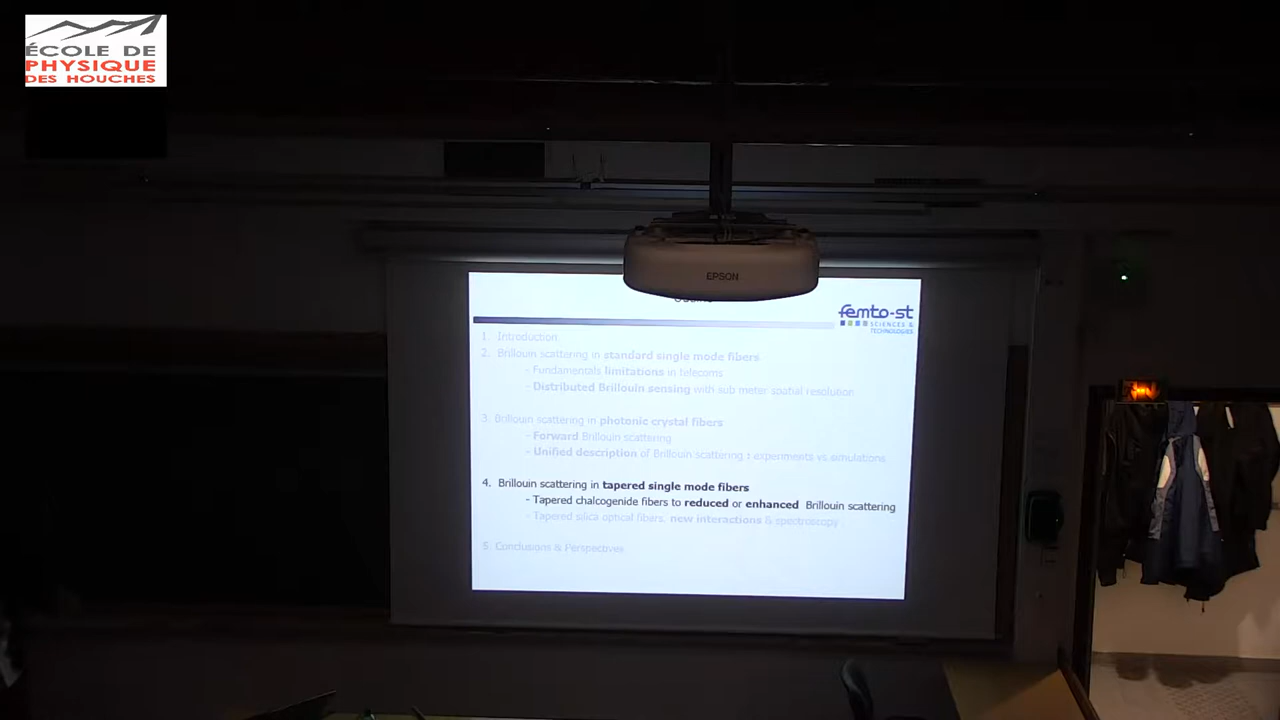 ÉCOLE DE
PHYSIQUE
DES HOUCHES
EPSON
femto-st
SCIENCES &
TECHNOLOGIES
1. Introduction
2. Brillouin scattering in standard single mode fibers
- Fundamentals limitations in telecoms
- Distributed Brillouin sensing with sub meter spatial resolution
3. Brillouin scattering in photonic crystal fibers
- Forward Brillouin scattering
- Unified description of Brillouin scattering : experiments vs simulations
4. Brillouin scattering in tapered single mode fibers
- Tapered chalcogenide fibers to reduced or enhanced Brillouin scattering
- Tapered silica optical fibers, new interactions & spectroscopy
5. Conclusions & Perspectives